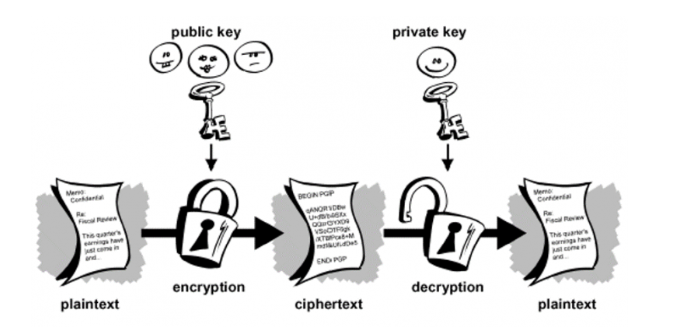 public key
private key
Memo:
Confidential
Re:
Fiscal Review
This quarter's
earnings have
just come in
and...
BEGIN PGP
END PGP
Memo:
Confidential
Re:
Fiscal Review
This quarter's
earnings have
just come in
and...
plaintext
encryption
ciphertext
decryption
plaintext